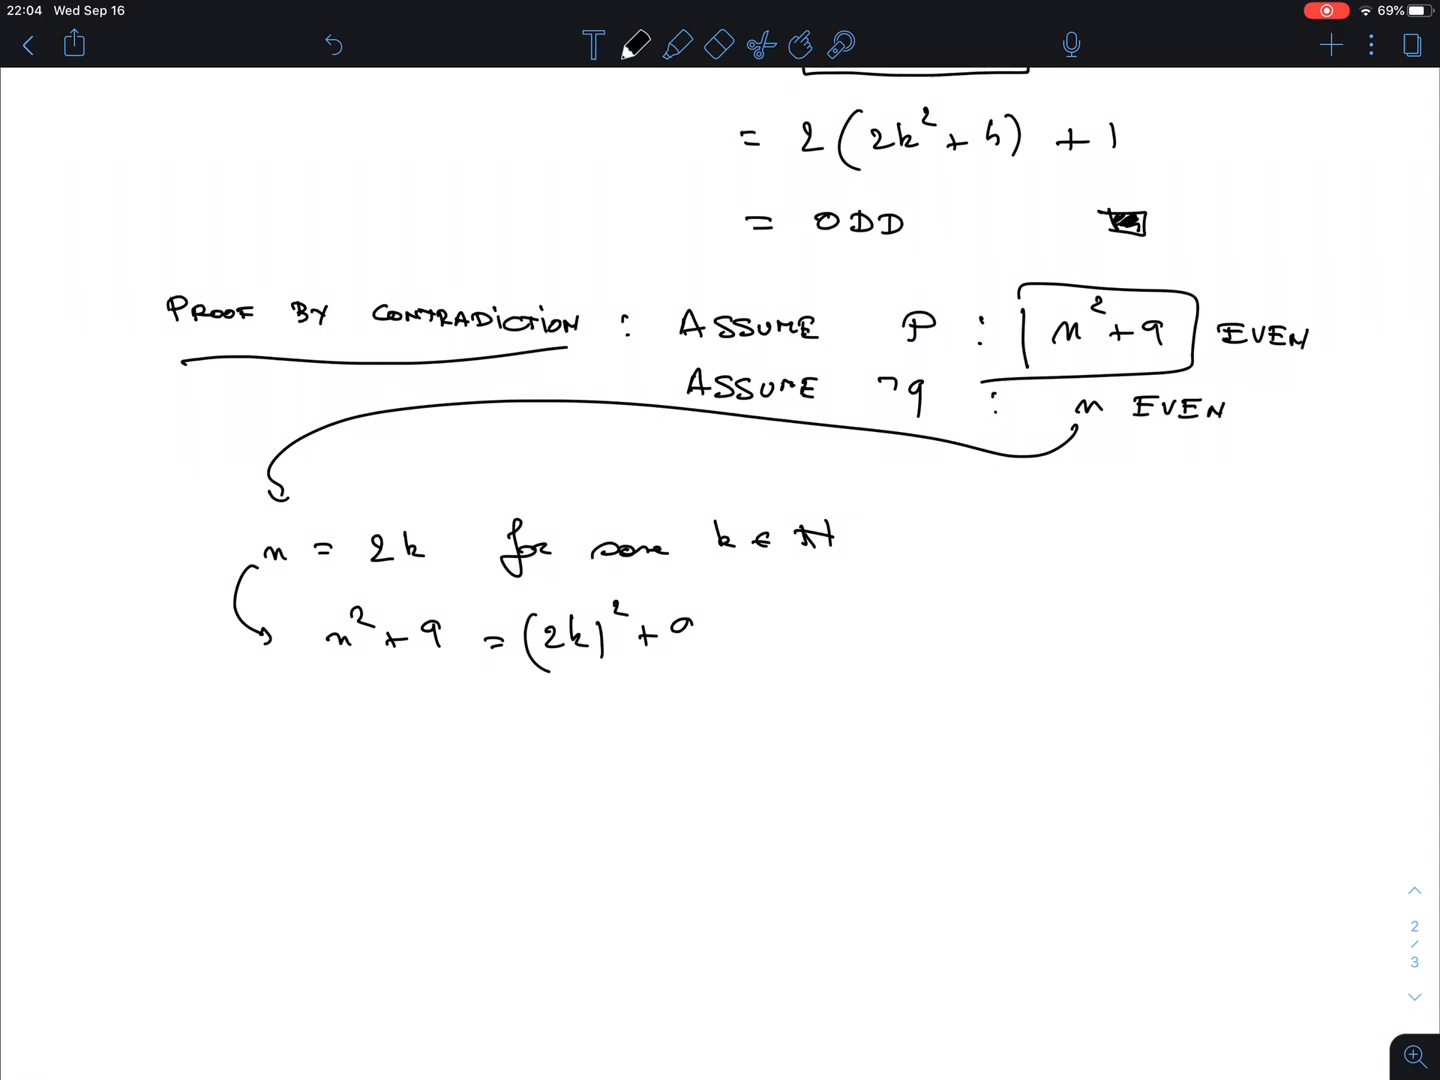 22:04 Wed Sep 16
69%
= 2(2k² + 4) + 1
= ODD
PROOF BY CONTRADICTION : ASSUME P : n² + 9 EVEN
ASSUME ¬q : n EVEN
n = 2k for some k ∈ ℕ
n² + 9 = (2k)² + 9
2
/
3